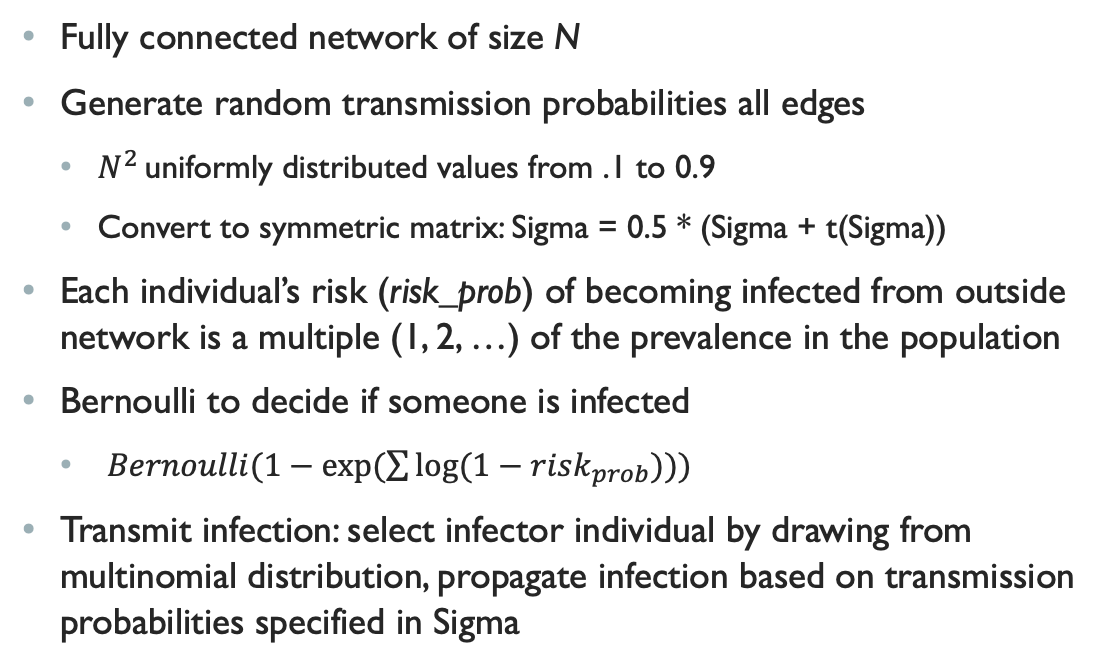 • Fully connected network of size N
• Generate random transmission probabilities all edges
• N² uniformly distributed values from .1 to 0.9
• Convert to symmetric matrix: Sigma = 0.5 * (Sigma + t(Sigma))
• Each individual’s risk (risk_prob) of becoming infected from outside
network is a multiple (1, 2, …) of the prevalence in the population
• Bernoulli to decide if someone is infected
• Bernoulli(1 − exp(∑ log(1 − risk_prob)))
• Transmit infection: select infector individual by drawing from
multinomial distribution, propagate infection based on transmission
probabilities specified in Sigma